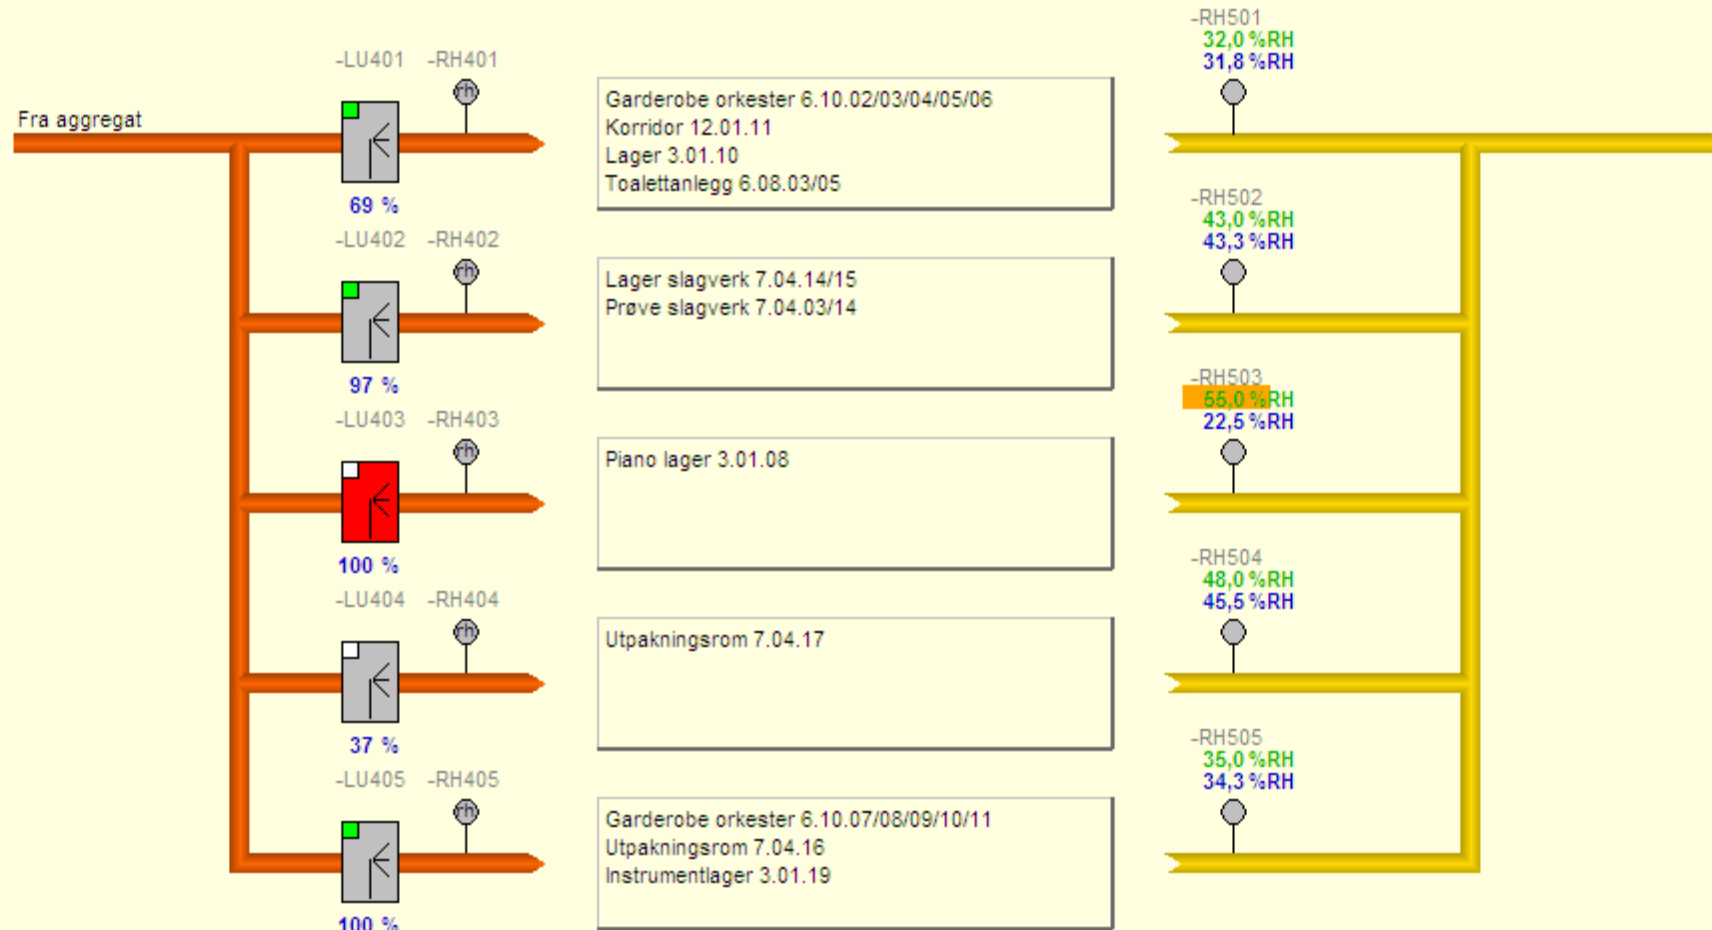 -RH501
32,0 %RH
31,8 %RH
-LU401 -RH401
rh
Fra aggregat
Garderobe orkester 6.10.02/03/04/05/06
Korridor 12.01.11
Lager 3.01.10
Toalettanlegg 6.08.03/05
69 %
-RH502
43,0 %RH
43,3 %RH
-LU402 -RH402
rh
Lager slagverk 7.04.14/15
Prøve slagverk 7.04.03/14
97 %
-RH503
55,0 %RH
22,5 %RH
-LU403 -RH403
rh
Piano lager 3.01.08
100 %
-RH504
48,0 %RH
45,5 %RH
-LU404 -RH404
rh
Utpakningsrom 7.04.17
37 %
-RH505
35,0 %RH
34,3 %RH
-LU405 -RH405
rh
Garderobe orkester 6.10.07/08/09/10/11
Utpakningsrom 7.04.16
Instrumentlager 3.01.19
100 %